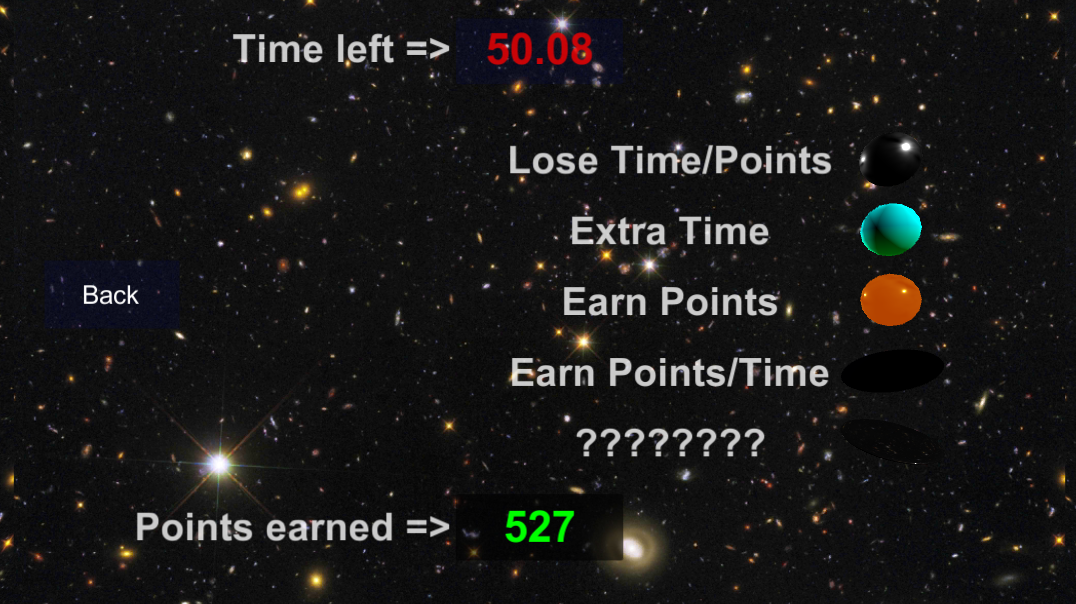 Time left => 50.08
Lose Time/Points
Extra Time
Back
Earn Points
Earn Points/Time
????????
Points earned => 527